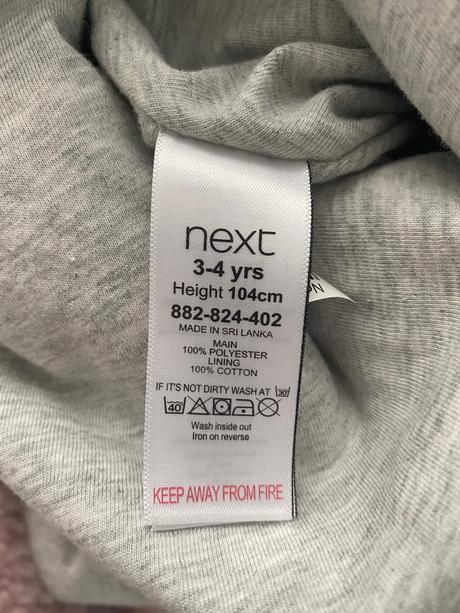 next
3-4 yrs
Height 104cm
882-824-402
MADE IN SRI LANKA
MAIN
100% POLYESTER
LINING
100% COTTON
IF IT'S NOT DIRTY WASH AT 30°
40
Wash inside out
Iron on reverse
KEEP AWAY FROM FIRE